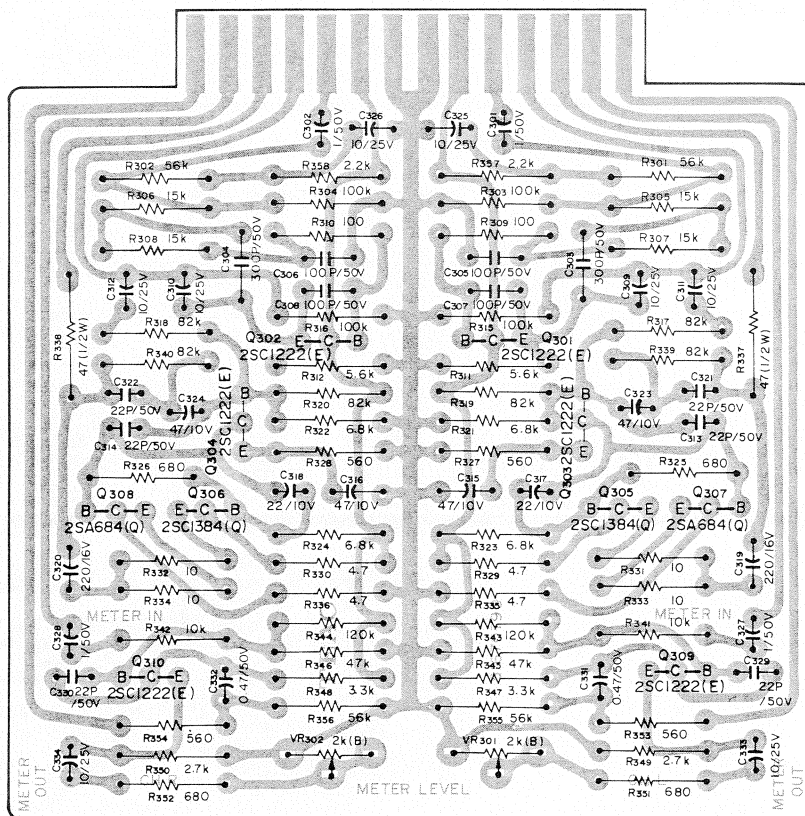 C302 1/50V C326 10/25V C325 10/25V C301 1/50V
R302 56k R358 2.2k R357 2.2k R301 56k
R306 15k R304 100k R303 100k R305 15k
R310 100 R309 100
R308 15k C304 300P/50V C303 300P/50V R307 15k
C312 10/25V C310 10/25V C306 100P/50V C305 100P/50V C309 10/25V C311 10/25V
C308 100P/50V C307 100P/50V
R338 47(1/2W) R318 82k R316 100k R315 100k R317 82k R337 47(1/2W)
Q302 2SC1222(E) E-C-B B-C-E Q301 2SC1222(E)
R340 82k R312 5.6k R311 5.6k R339 82k
C322 22P/50V C324 47/10V R320 82k R319 82k C323 47/10V C321 22P/50V
Q304 2SC1222(E) B C E Q303 2SC1222(E) B C E
C314 22P/50V R322 6.8k R321 6.8k C313 22P/50V
R326 680 R328 560 R327 560 R325 680
C318 22/10V C316 47/10V C315 47/10V C317 22/10V
Q308 B-C-E 2SA684(Q) Q306 E-C-B 2SC1384(Q) Q305 B-C-E 2SC1384(Q) Q307 E-C-B 2SA684(Q)
C320 220/16V R324 6.8k R323 6.8k C319 220/16V
R332 10 R330 4.7 R329 4.7 R331 10
R334 10 R336 4.7 R335 4.7 R333 10
METER IN METER IN
C328 1/50V R342 10k R344 120k R343 120k R341 10k C327 1/50V
Q310 B-C-E 2SC1222(E) R346 47k R345 47k Q309 E-C-B 2SC1222(E)
C330 22P/50V C332 0.47/50V R348 3.3k R347 3.3k C331 0.47/50V C329 22P/50V
R356 56k R355 56k
R354 560 VR302 2k(B) VR301 2k(B) R353 560
C334 10/25V R350 2.7k R349 2.7k C333 10/25V
METER OUT R352 680 METER LEVEL R351 680 METER OUT